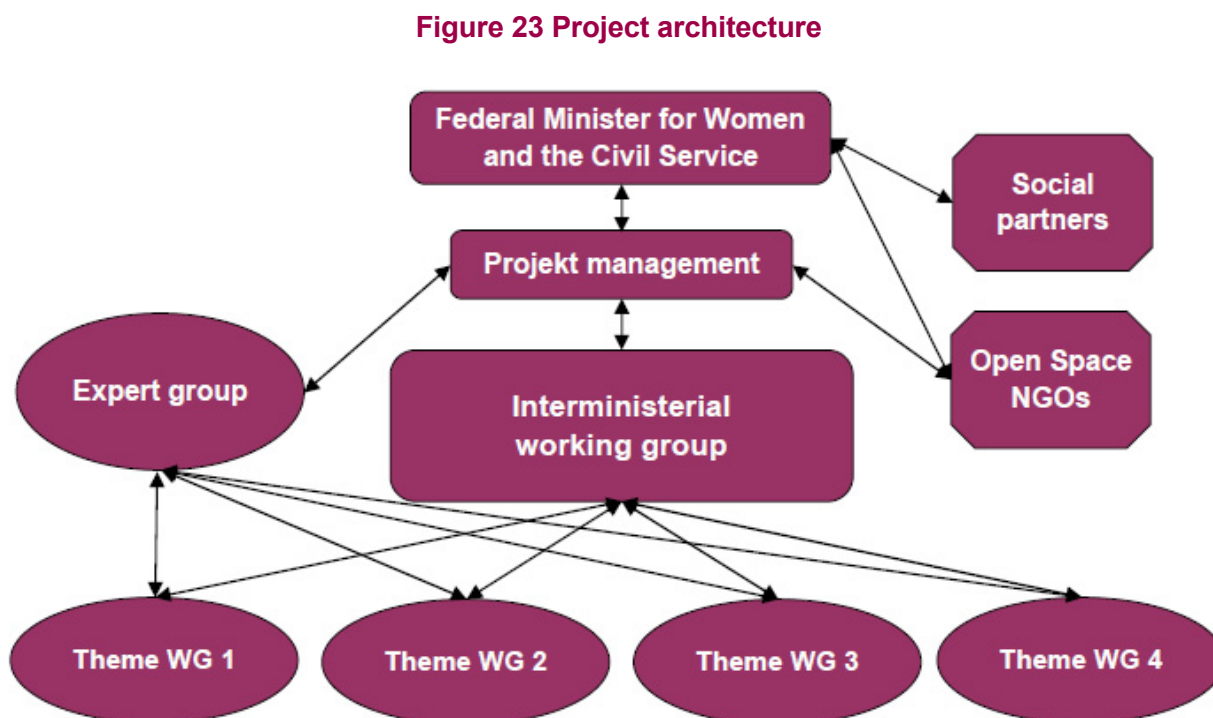 Figure 23 Project architecture
Federal Minister for Women
and the Civil Service
Social
partners
Projekt management
Expert group
Interministerial
working group
Open Space
NGOs
Theme WG 1
Theme WG 2
Theme WG 3
Theme WG 4